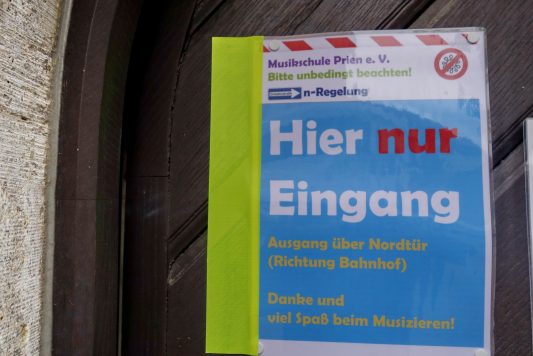 Musikschule Prien e. V.
Bitte unbedingt beachten!
n-Regelung
Hier nur
Eingang
Ausgang über Nordtür
(Richtung Bahnhof)
Danke und
viel Spaß beim Musizieren!